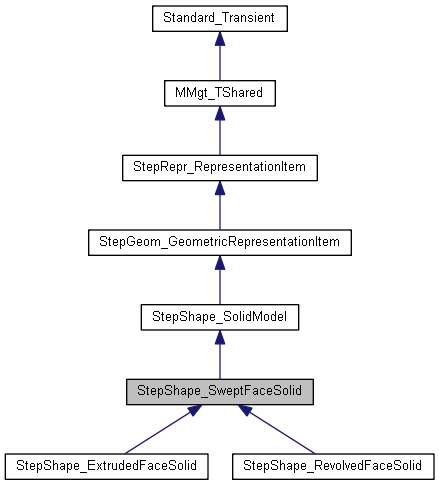 Standard_Transient
MMgt_TShared
StepRepr_RepresentationItem
StepGeom_GeometricRepresentationItem
StepShape_SolidModel
StepShape_SweptFaceSolid
StepShape_ExtrudedFaceSolid
StepShape_RevolvedFaceSolid